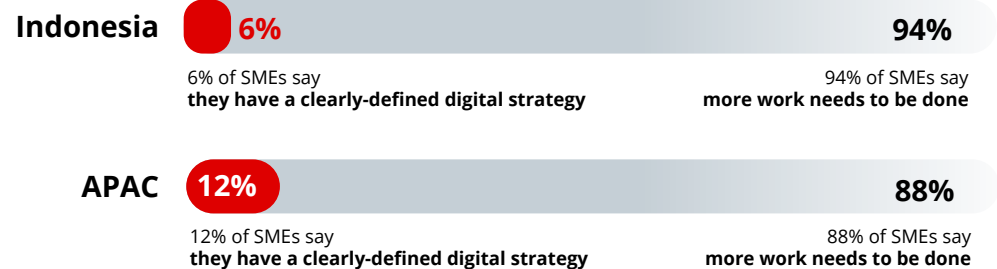 Indonesia 6% 94%
6% of SMEs say 94% of SMEs say
they have a clearly-defined digital strategy more work needs to be done
APAC 12% 88%
12% of SMEs say 88% of SMEs say
they have a clearly-defined digital strategy more work needs to be done